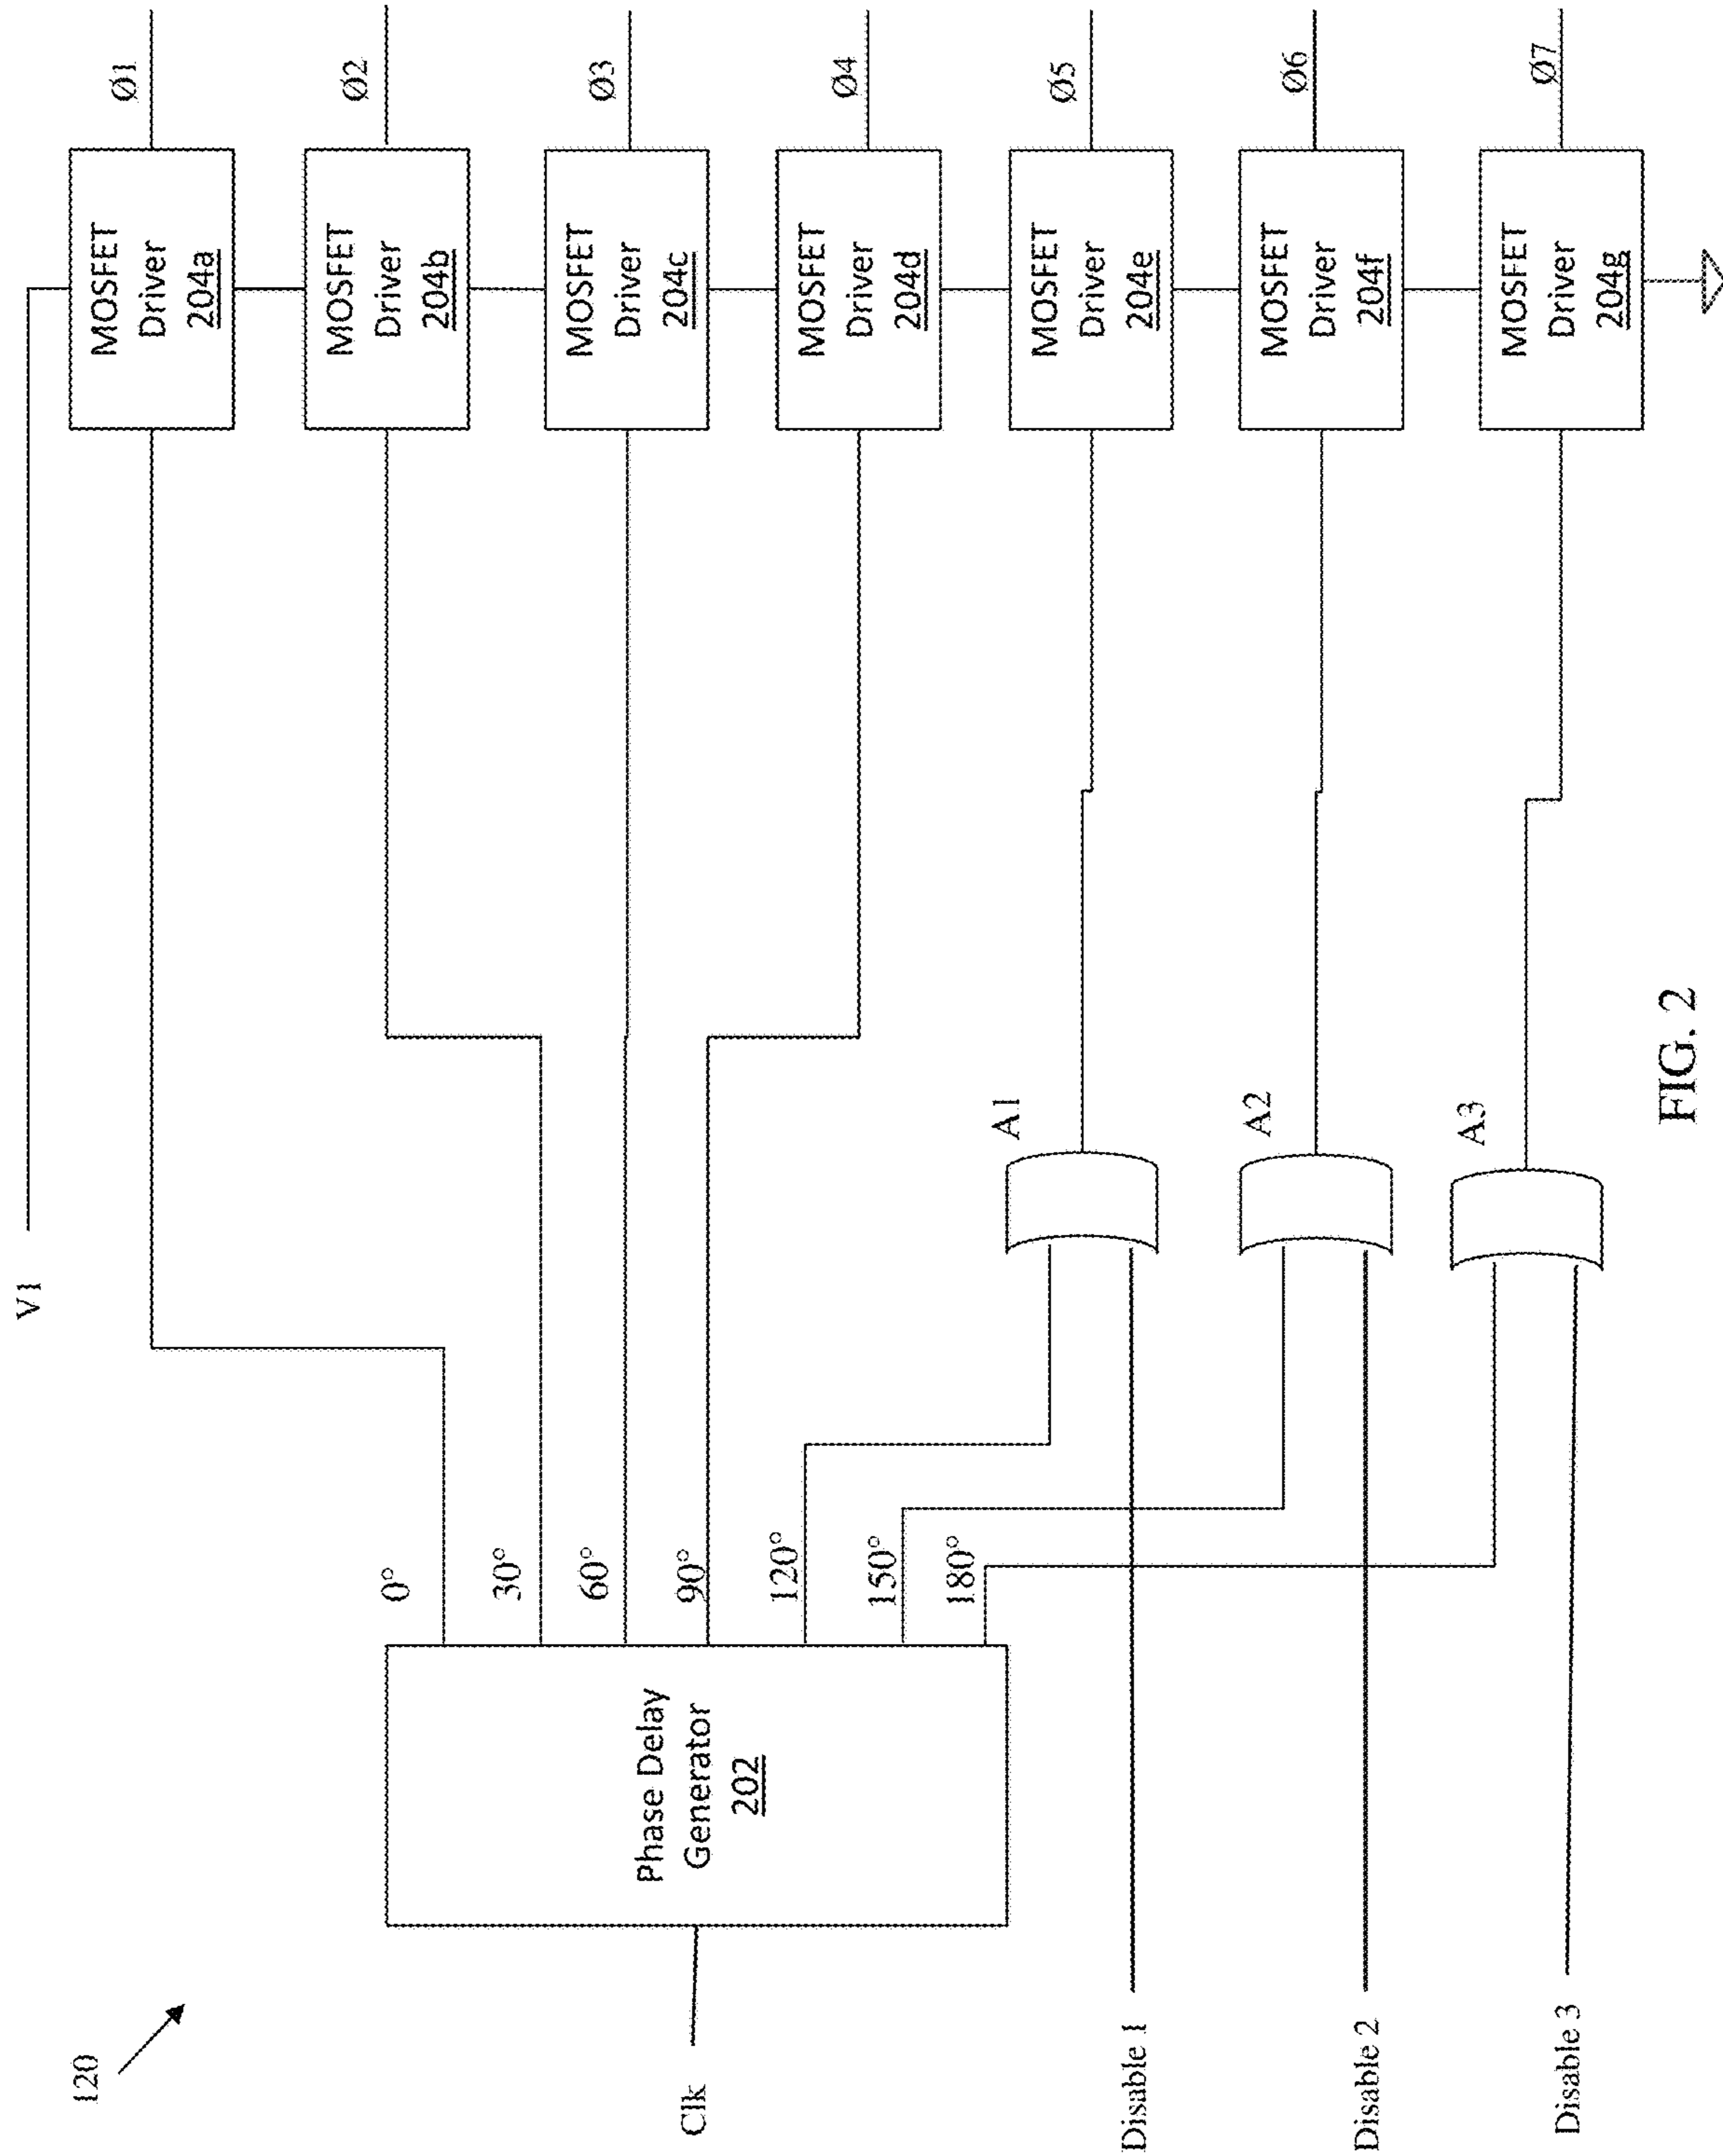 120
V1
Clk
Phase Delay
Generator
202
0°
30°
60°
90°
120°
150°
180°
Disable 1
Disable 2
Disable 3
A1
A2
A3
MOSFET
Driver
204a
Ø1
MOSFET
Driver
204b
Ø2
MOSFET
Driver
204c
Ø3
MOSFET
Driver
204d
Ø4
MOSFET
Driver
204e
Ø5
MOSFET
Driver
204f
Ø6
MOSFET
Driver
204g
Ø7
FIG. 2